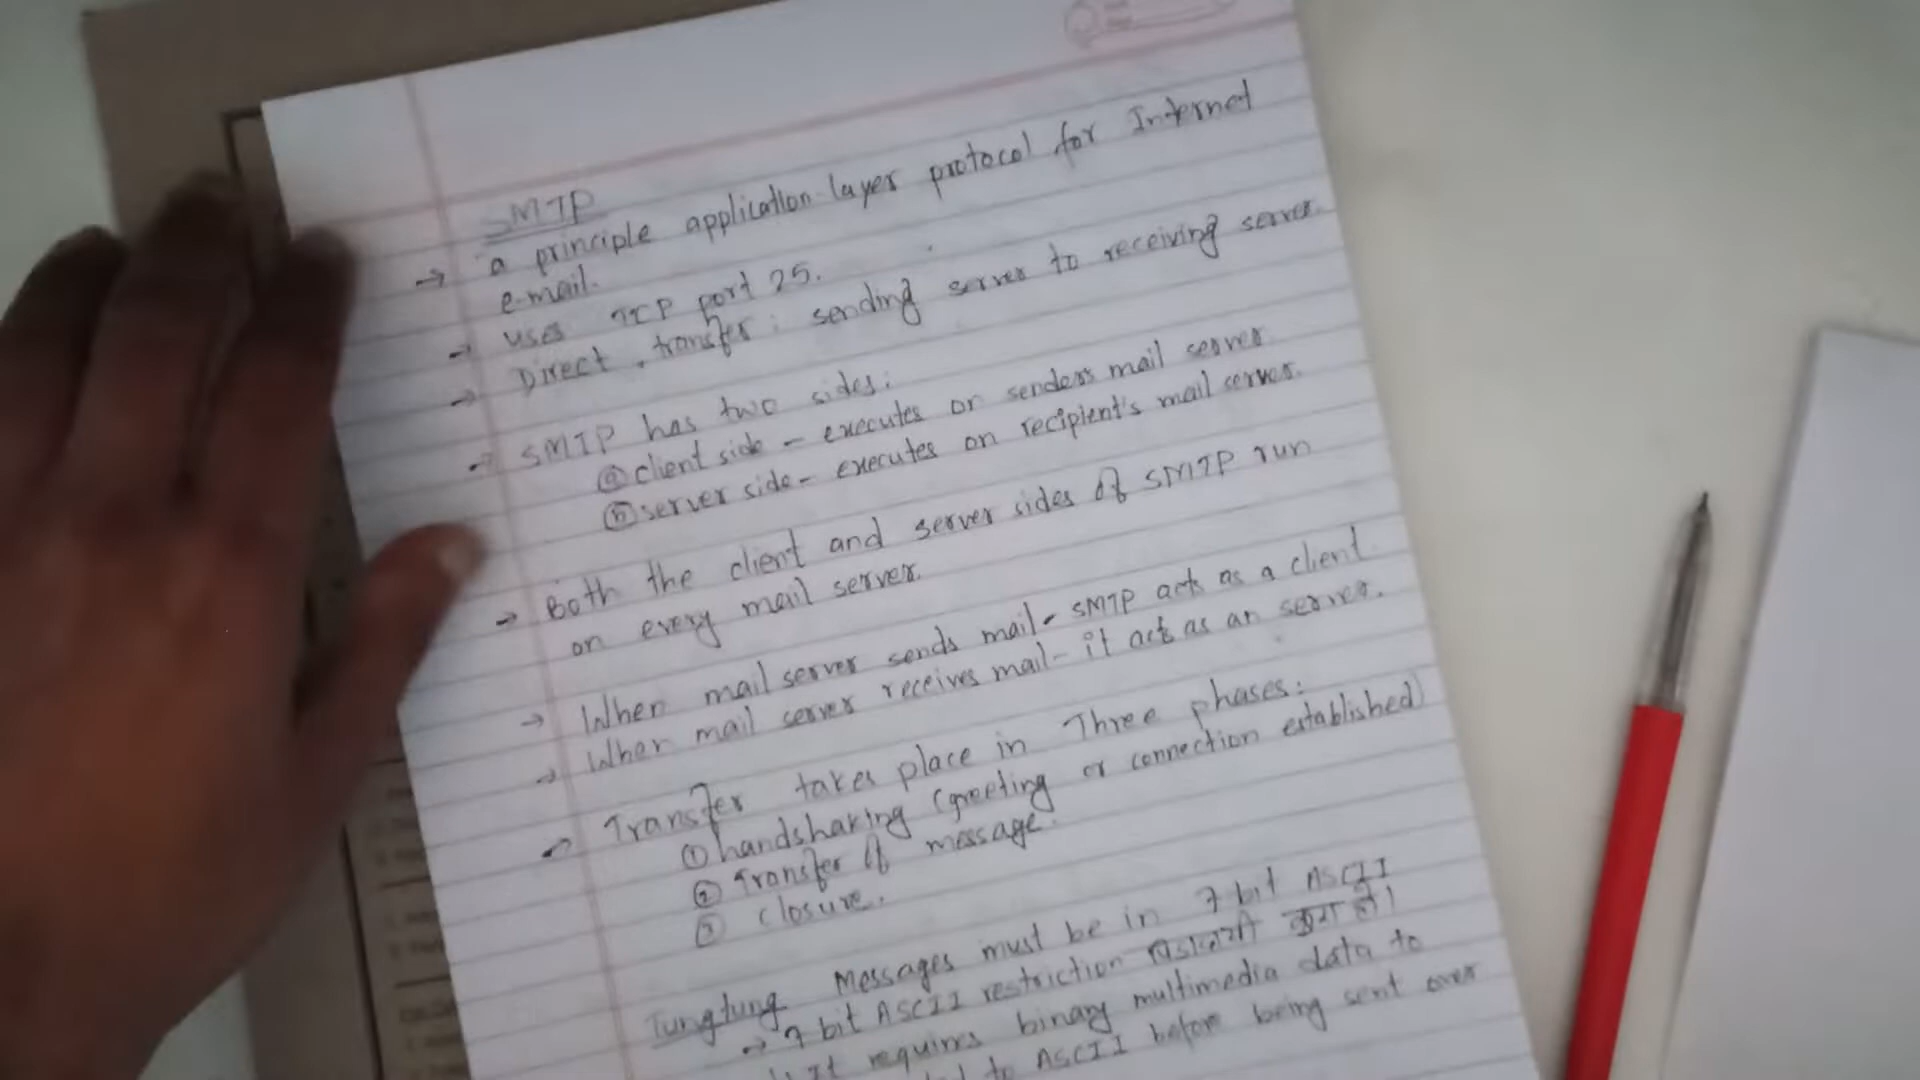 SMTP
→ a principle application-layer protocol for Internet
e-mail.
→ uses TCP port 25.
→ Direct transfer: sending server to receiving server.
→ SMTP has two sides:
ⓐ client side - executes on senders mail server
ⓑ server side - executes on recipient's mail server.
→ Both the client and server sides of SMTP run
on every mail server.
→ When mail server sends mail - SMTP acts as a client
→ When mail server receives mail - it acts as an server.
→ Transfer takes place in Three phases:
① handshaking (greeting or connection established)
② Transfer of message.
③ closure.
Tungtung Messages must be in 7 bit ASCII
→ 7 bit ASCII restriction
It requires binary multimedia data to
to ASCII before being sent over